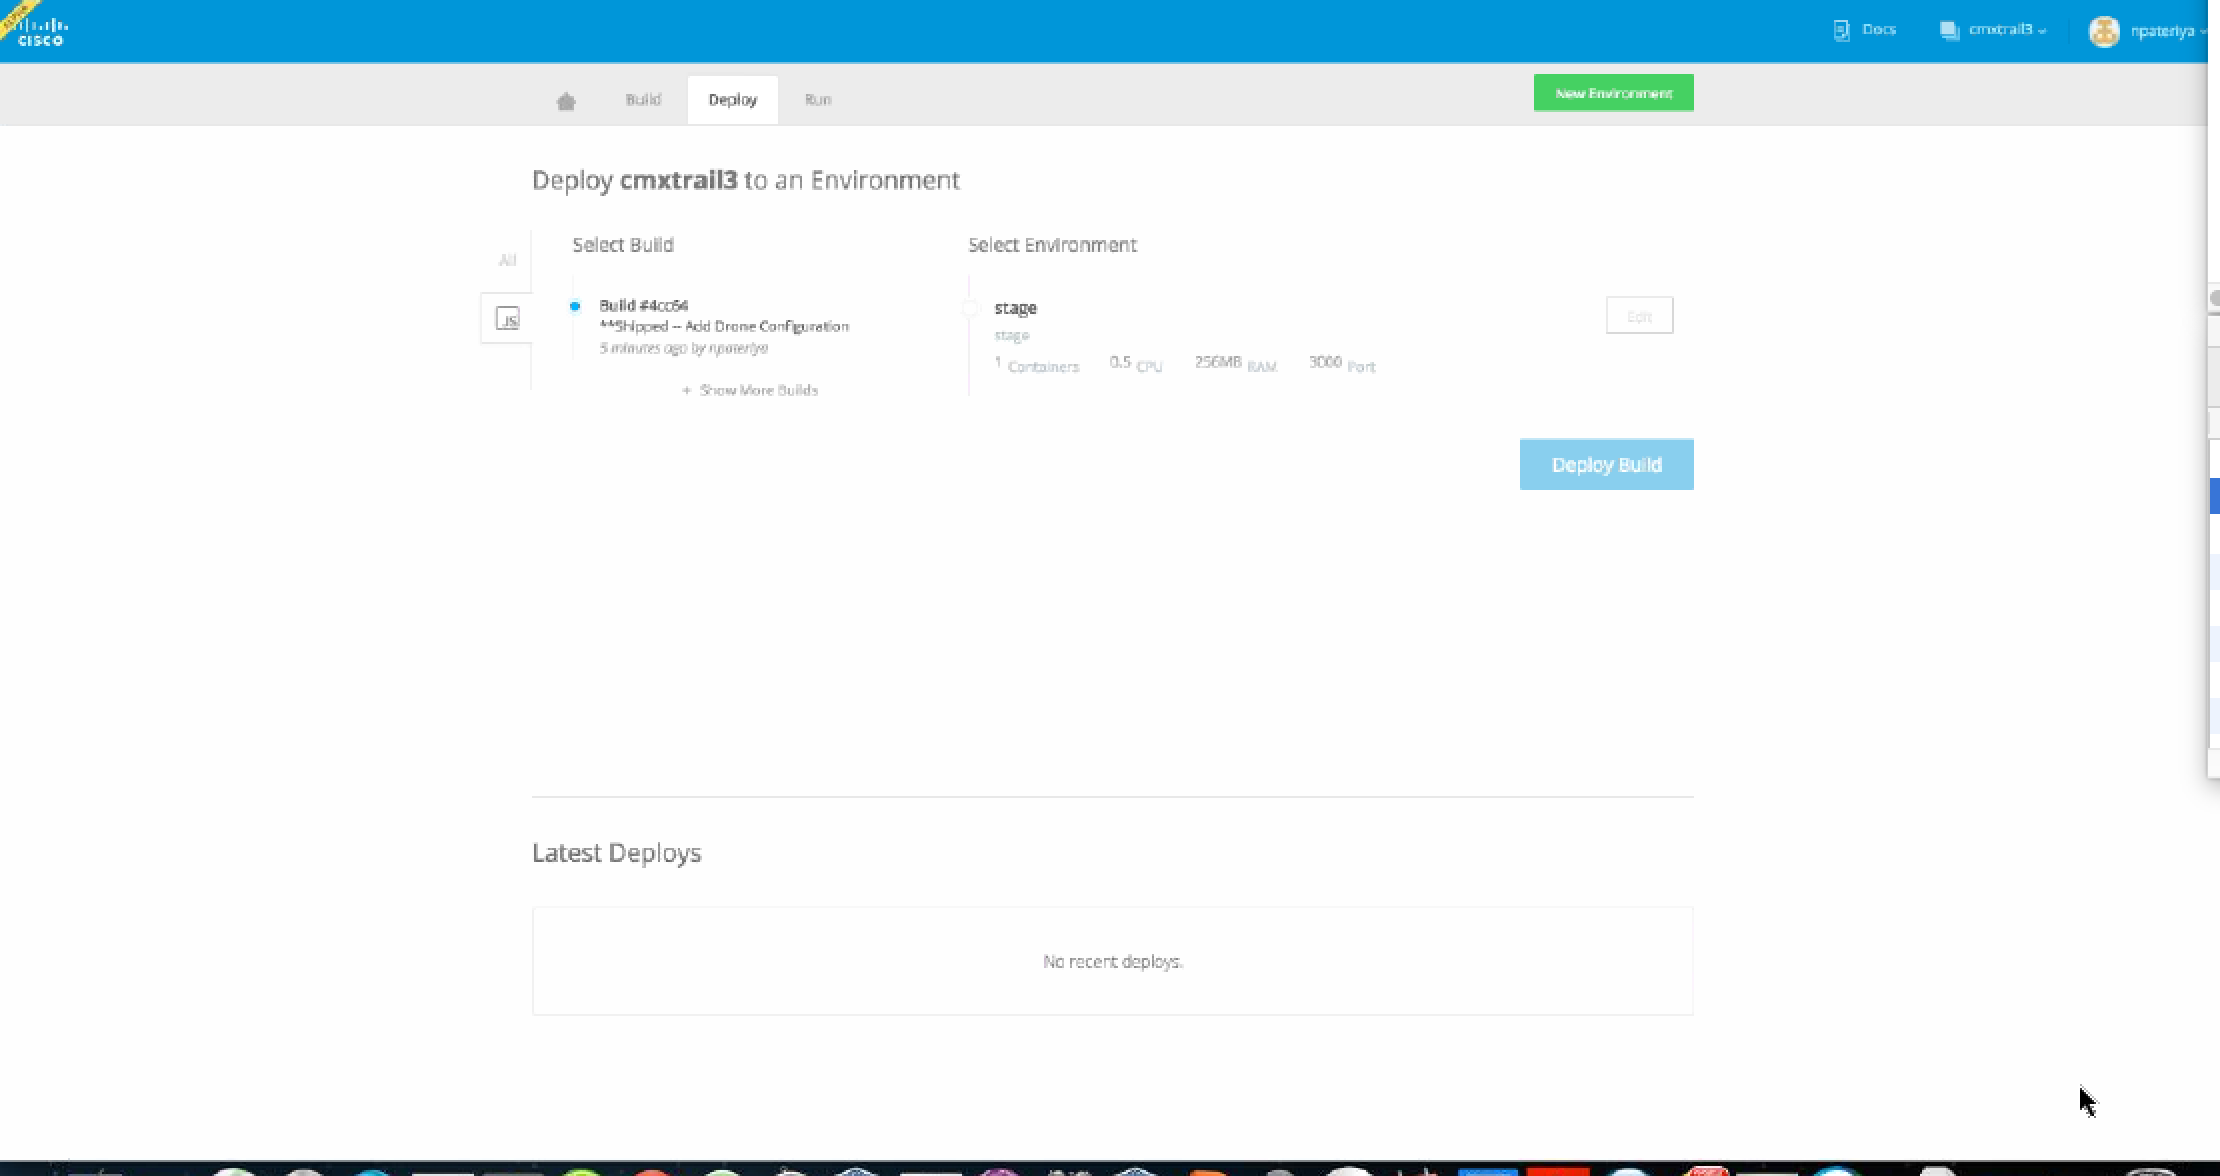 CISCO
Docs
cmxtrail3
npateriya
Build
Deploy
Run
New Environment
Deploy cmxtrail3 to an Environment
Select Build
Select Environment
All
JS
Build #4cc64
**Shipped -- Add Drone Configuration
5 minutes ago by npateriya
+ Show More Builds
stage
stage
1 Containers 0.5 CPU 256MB RAM 3000 Port
Edit
Deploy Build
Latest Deploys
No recent deploys.